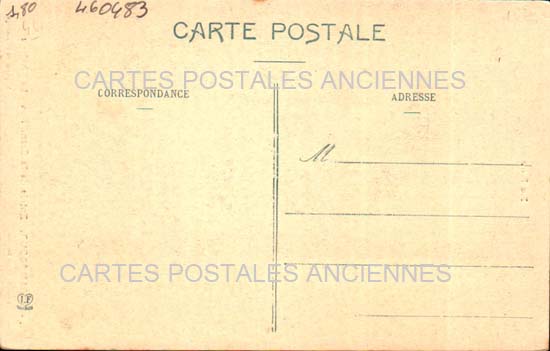 1,80 460483
CARTE POSTALE
CARTES POSTALES ANCIENNES
CORRESPONDANCE
ADRESSE
M
CARTES POSTALES ANCIENNES